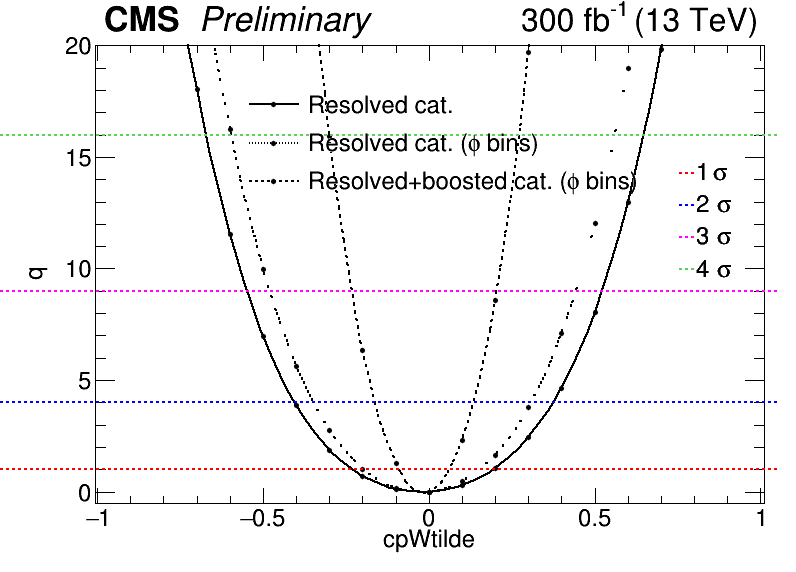 CMS Preliminary 300 fb⁻¹ (13 TeV)
20
15
10
5
0
q
Resolved cat.
Resolved cat. (ϕ bins)
Resolved+boosted cat. (ϕ bins)
1 σ
2 σ
3 σ
4 σ
−1 −0.5 0 0.5 1
cpWtilde